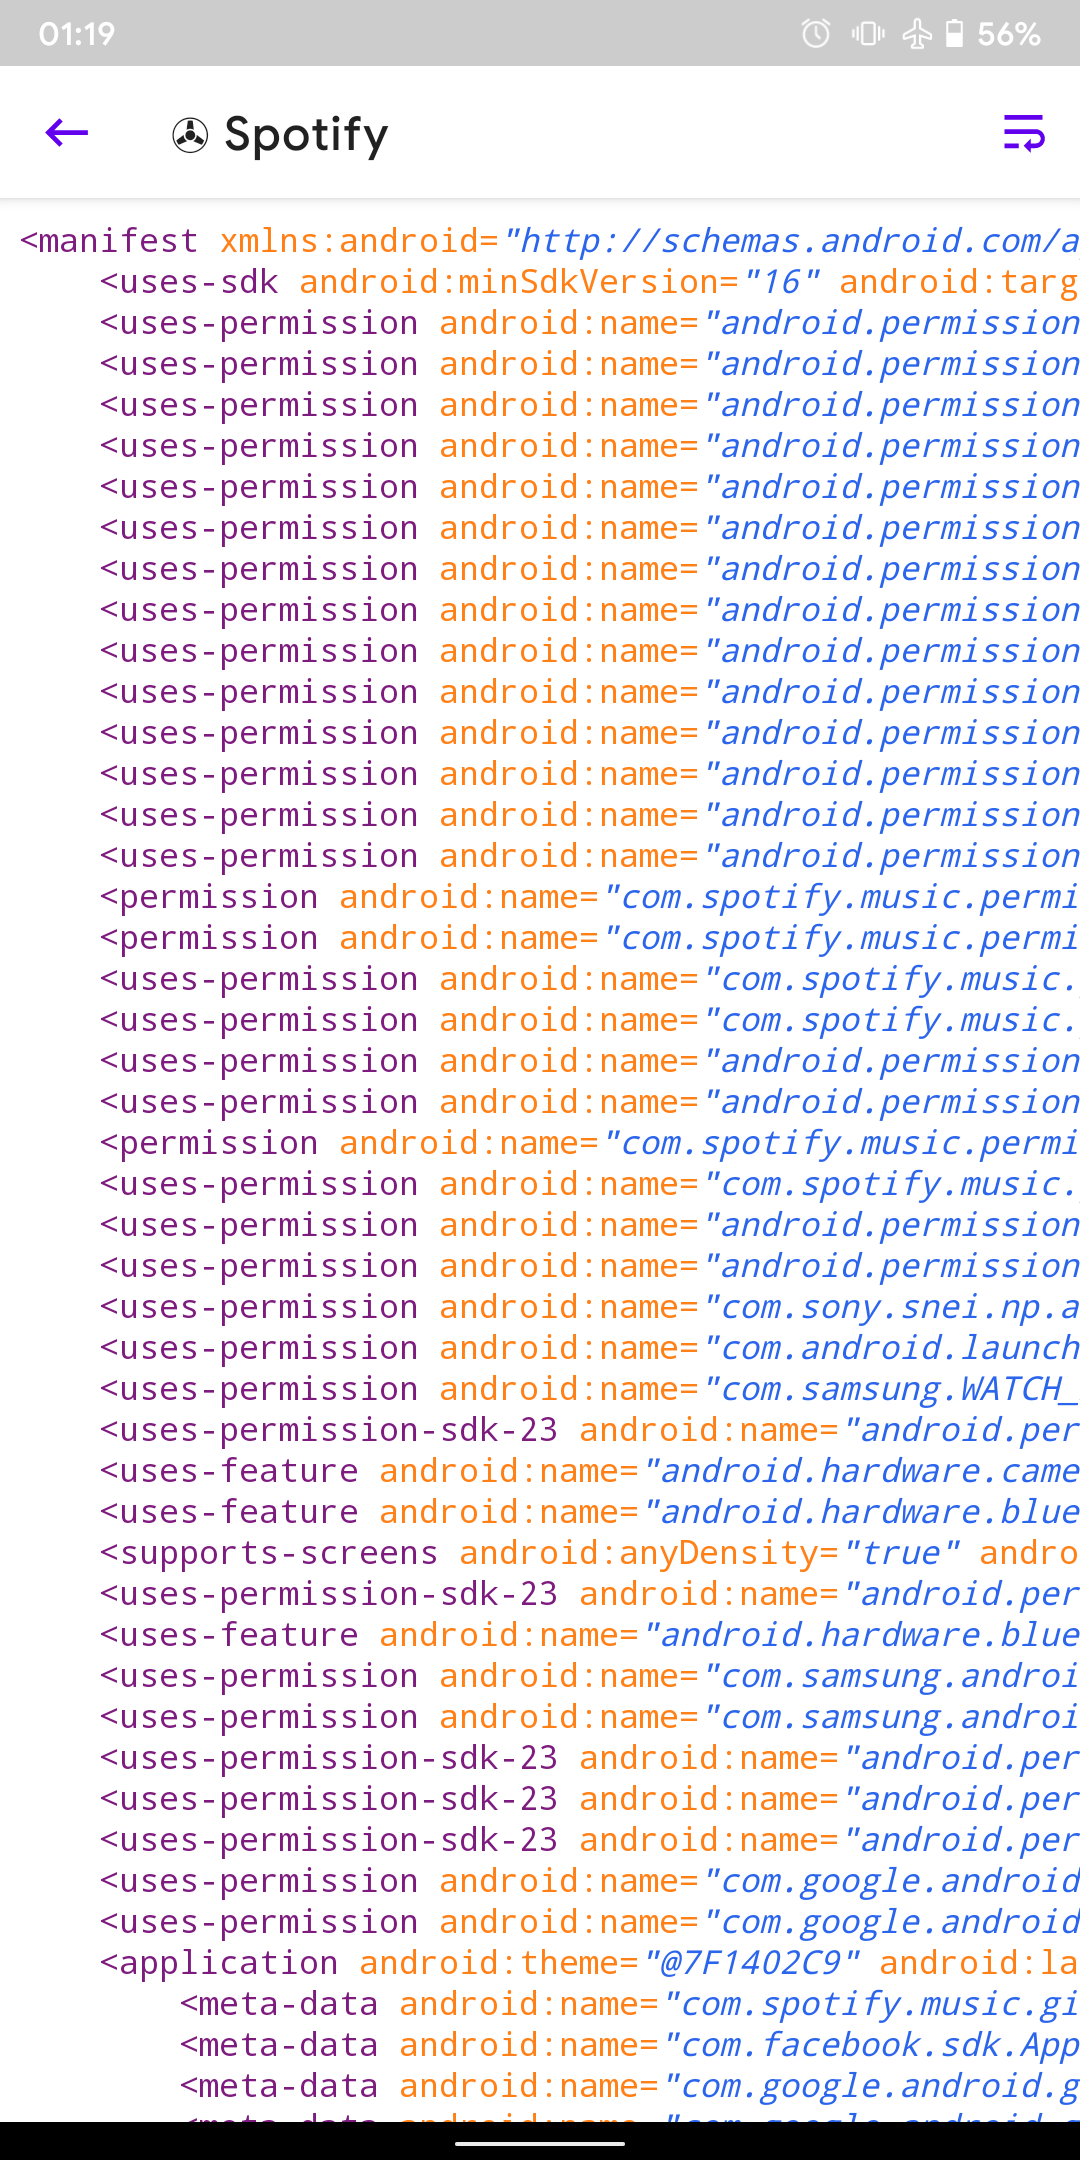 01:19
56%
Spotify
<manifest xmlns:android="http://schemas.android.com/a
<uses-sdk android:minSdkVersion="16" android:targ
<uses-permission android:name="android.permission
<uses-permission android:name="android.permission
<uses-permission android:name="android.permission
<uses-permission android:name="android.permission
<uses-permission android:name="android.permission
<uses-permission android:name="android.permission
<uses-permission android:name="android.permission
<uses-permission android:name="android.permission
<uses-permission android:name="android.permission
<uses-permission android:name="android.permission
<uses-permission android:name="android.permission
<uses-permission android:name="android.permission
<uses-permission android:name="android.permission
<uses-permission android:name="android.permission
<permission android:name="com.spotify.music.permi
<permission android:name="com.spotify.music.permi
<uses-permission android:name="com.spotify.music.
<uses-permission android:name="com.spotify.music.
<uses-permission android:name="android.permission
<uses-permission android:name="android.permission
<permission android:name="com.spotify.music.permi
<uses-permission android:name="com.spotify.music.
<uses-permission android:name="android.permission
<uses-permission android:name="android.permission
<uses-permission android:name="com.sony.snei.np.a
<uses-permission android:name="com.android.launch
<uses-permission android:name="com.samsung.WATCH_
<uses-permission-sdk-23 android:name="android.per
<uses-feature android:name="android.hardware.came
<uses-feature android:name="android.hardware.blue
<supports-screens android:anyDensity="true" andro
<uses-permission-sdk-23 android:name="android.per
<uses-feature android:name="android.hardware.blue
<uses-permission android:name="com.samsung.androi
<uses-permission android:name="com.samsung.androi
<uses-permission-sdk-23 android:name="android.per
<uses-permission-sdk-23 android:name="android.per
<uses-permission-sdk-23 android:name="android.per
<uses-permission android:name="com.google.android
<uses-permission android:name="com.google.android
<application android:theme="@7F1402C9" android:la
<meta-data android:name="com.spotify.music.gi
<meta-data android:name="com.facebook.sdk.App
<meta-data android:name="com.google.android.g
<meta-data android:name="com.google.android.g